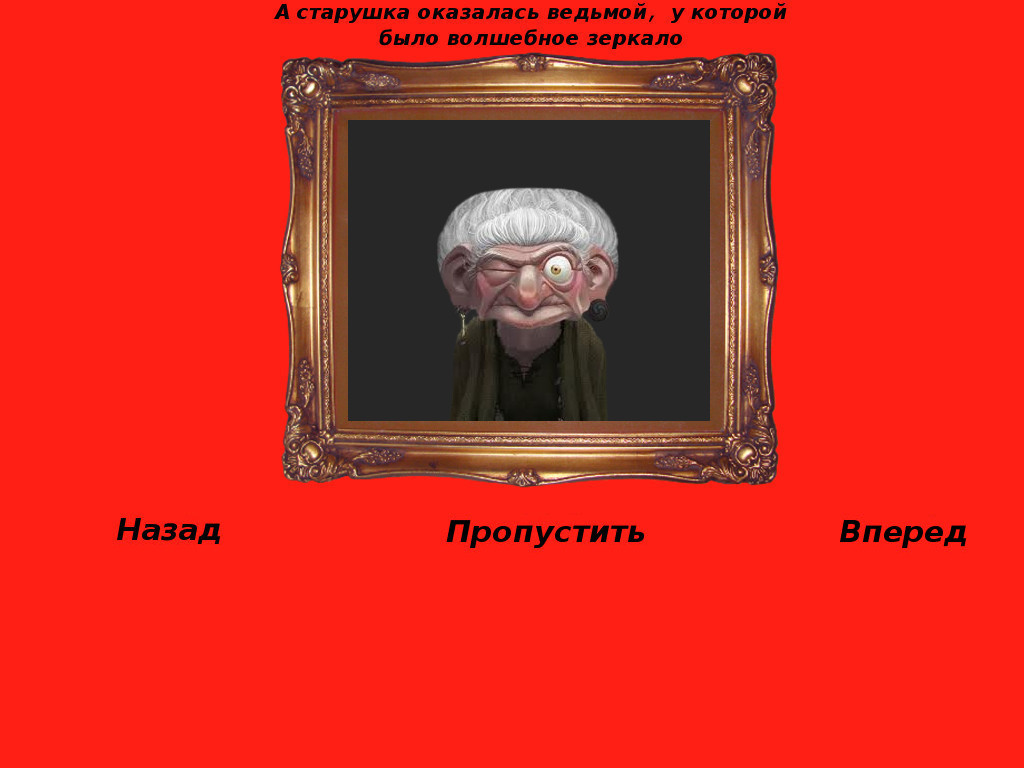 А старушка оказалась ведьмой, у которой
было волшебное зеркало
Назад
Пропустить
Вперед